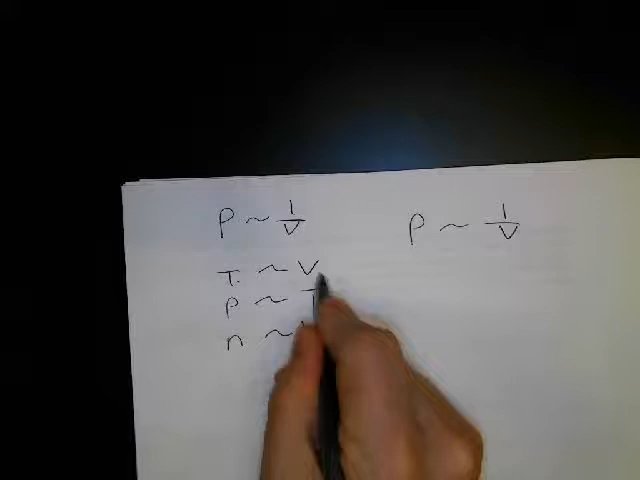 P ~ 1/V
P ~ 1/V
T ~ V
P ~ T
n ~